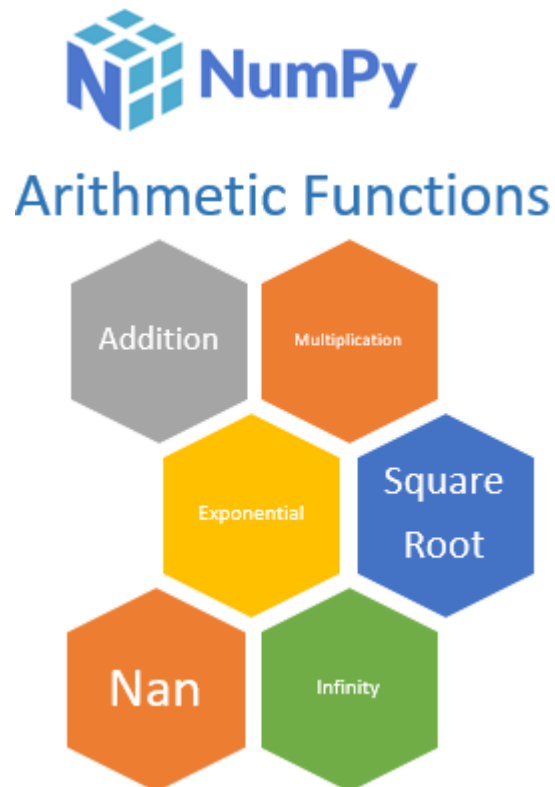 NumPy
Arithmetic Functions
Addition
Multiplication
Exponential
Square
Root
Nan
Infinity